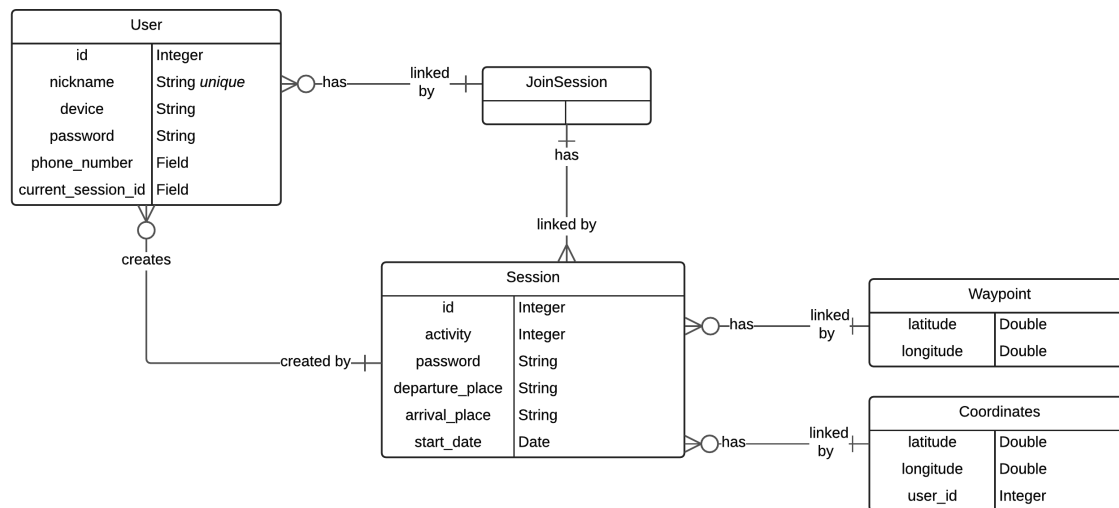 User
id Integer
nickname String unique
device String
password String
phone_number Field
current_session_id Field
has
linked
by
JoinSession
has
linked by
creates
created by
Session
id Integer
activity Integer
password String
departure_place String
arrival_place String
start_date Date
has
linked
by
Waypoint
latitude Double
longitude Double
has
linked
by
Coordinates
latitude Double
longitude Double
user_id Integer